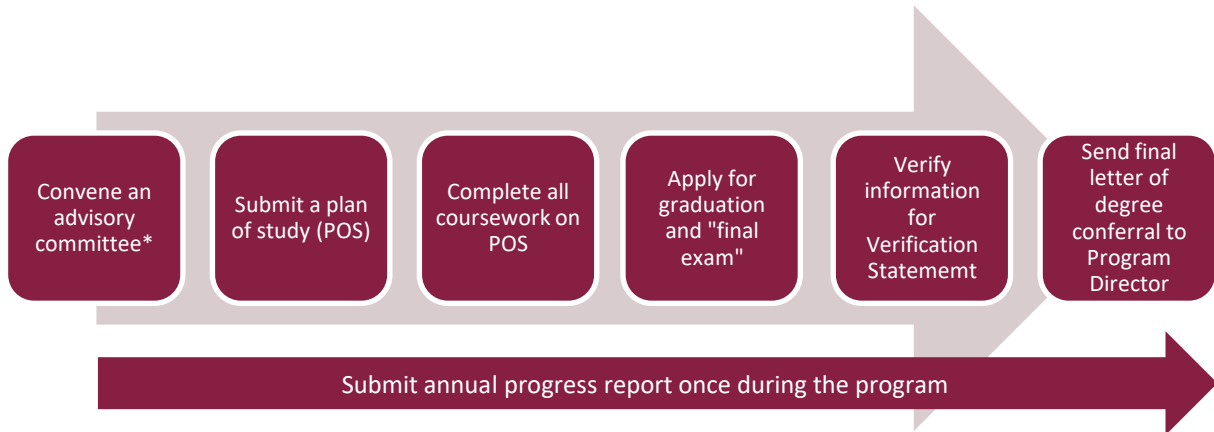 Convene an
advisory
committee*
Submit a plan
of study (POS)
Complete all
coursework on
POS
Apply for
graduation
and "final
exam"
Verify
information
for
Verification
Statememt
Send final
letter of
degree
conferral to
Program
Director
Submit annual progress report once during the program